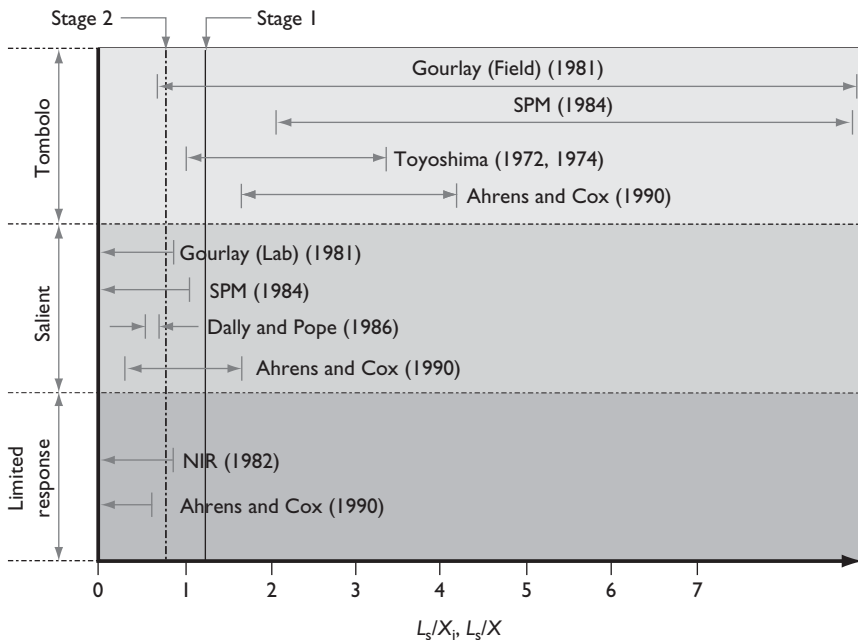 Stage 2
Stage 1
Tombolo
Gourlay (Field) (1981)
SPM (1984)
Toyoshima (1972, 1974)
Ahrens and Cox (1990)
Salient
Gourlay (Lab) (1981)
SPM (1984)
Dally and Pope (1986)
Ahrens and Cox (1990)
Limited
response
NIR (1982)
Ahrens and Cox (1990)
0 1 2 3 4 5 6 7
Ls/Xi, Ls/X